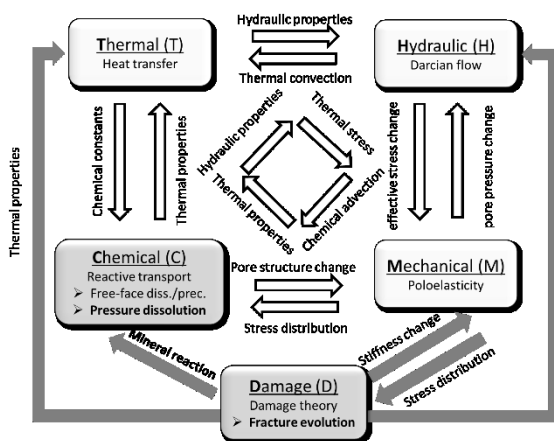 Hydraulic properties
Thermal (T)
Heat transfer
Hydraulic (H)
Darcian flow
Thermal convection
Thermal properties
Chemical constants
Thermal properties
Hydraulic properties
Thermal stress
Thermal properties
Chemical advection
effective stress change
pore pressure change
Chemical (C)
Reactive transport
➤ Free-face diss./prec.
➤ Pressure dissolution
Pore structure change
Stress distribution
Mechanical (M)
Poloelasticity
Mineral reaction
Stiffness change
Stress distribution
Damage (D)
Damage theory
➤ Fracture evolution